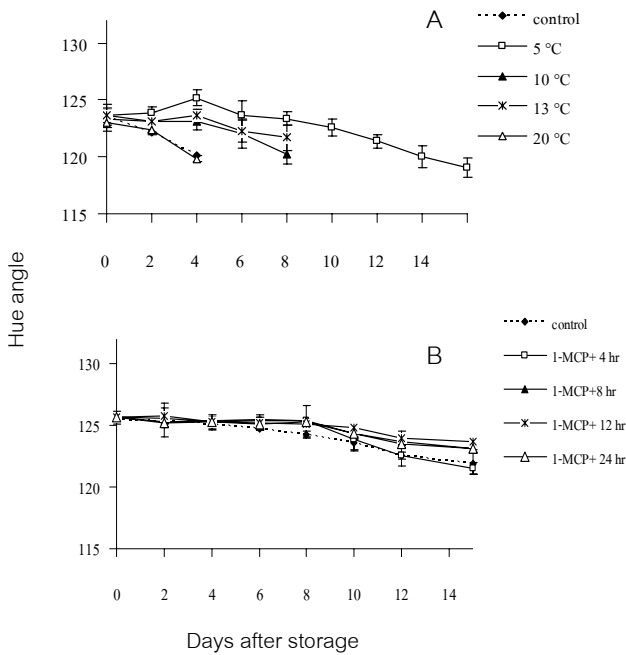 A
control
5 °C
10 °C
13 °C
20 °C
130
125
120
115
0 2 4 6 8 10 12 14
Hue angle
B
control
1-MCP+ 4 hr
1-MCP+8 hr
1-MCP+ 12 hr
1-MCP+ 24 hr
130
125
120
115
0 2 4 6 8 10 12 14
Days after storage